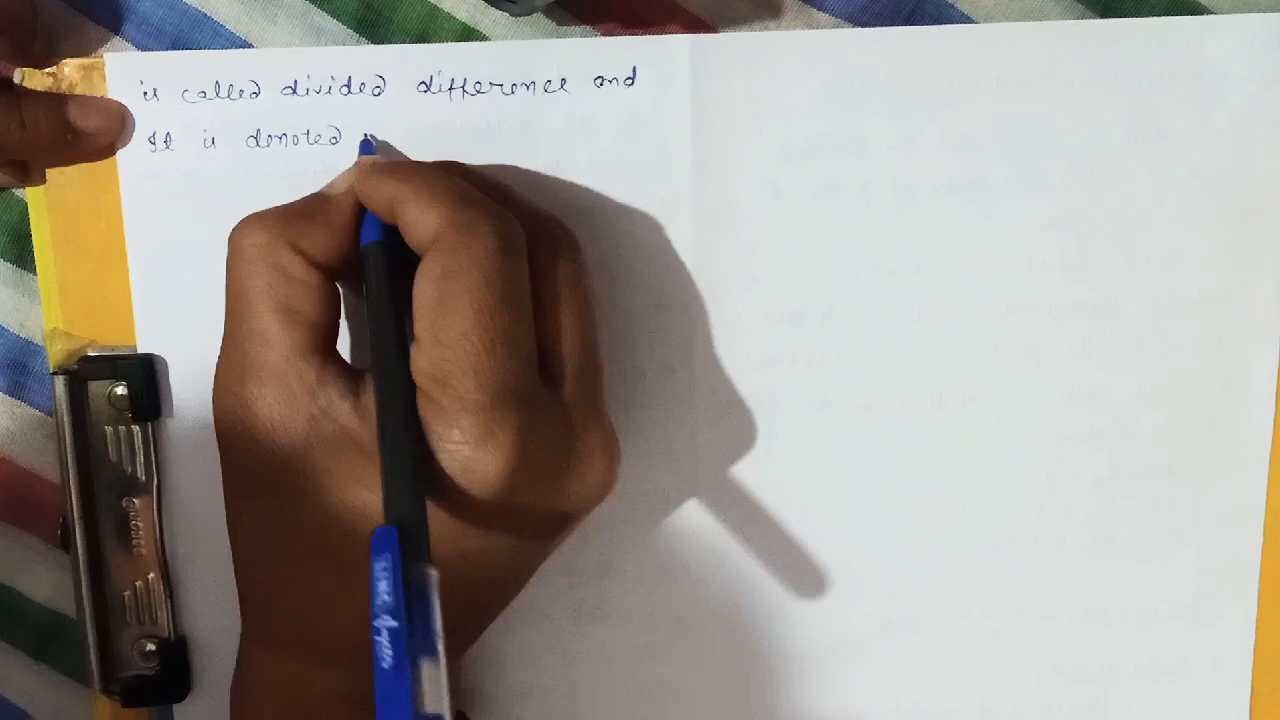 is called divided difference and
It is denoted